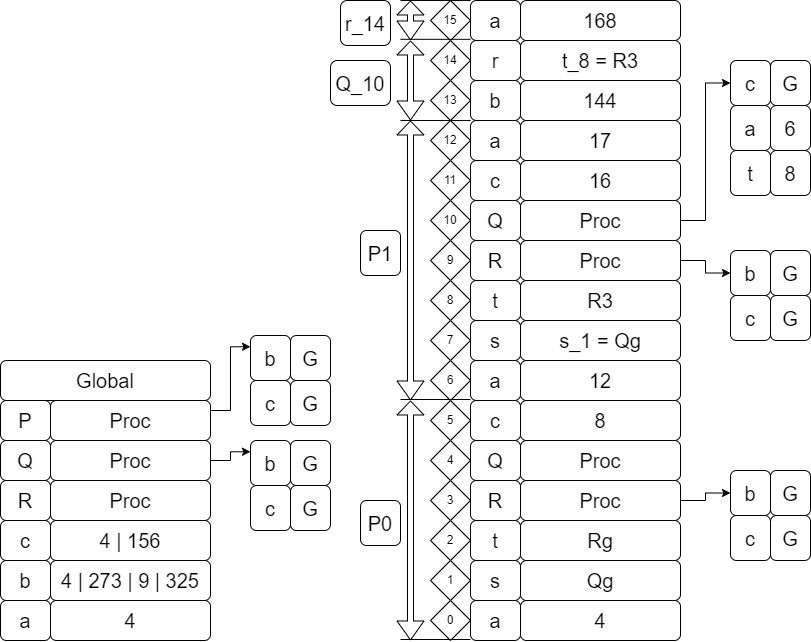 r_14
15 a 168
14 r t_8 = R3
Q_10
13 b 144
12 a 17
11 c 16
10 Q Proc
c G
a 6
t 8
P1
9 R Proc
b G
c G
8 t R3
7 s s_1 = Qg
6 a 12
5 c 8
4 Q Proc
3 R Proc
b G
c G
P0
2 t Rg
1 s Qg
0 a 4
Global
P Proc
b G
c G
Q Proc
b G
c G
R Proc
c 4 | 156
b 4 | 273 | 9 | 325
a 4